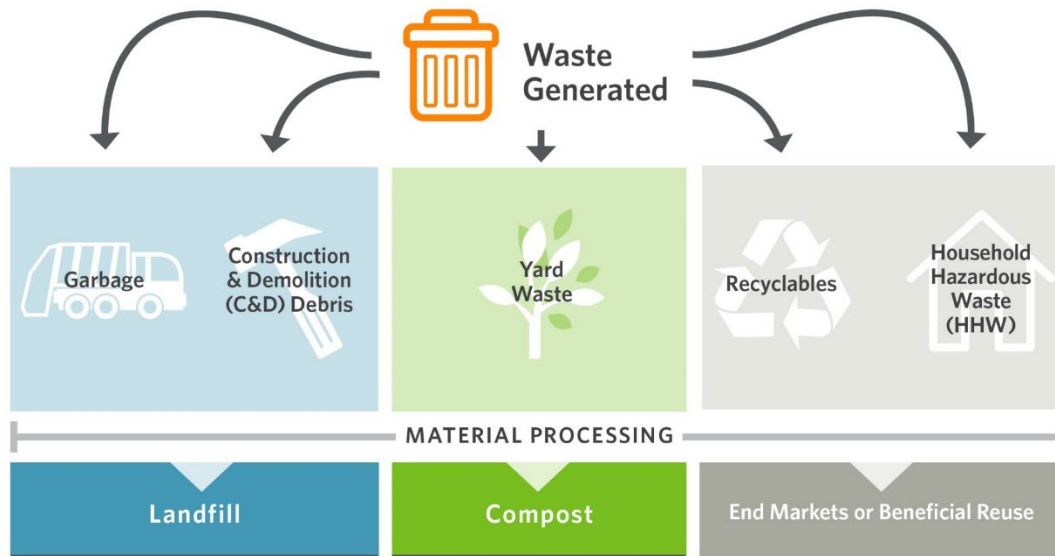 Waste
Generated
Garbage
Construction
& Demolition
(C&D) Debris
Yard
Waste
Recyclables
Household
Hazardous
Waste
(HHW)
MATERIAL PROCESSING
Landfill
Compost
End Markets or Beneficial Reuse